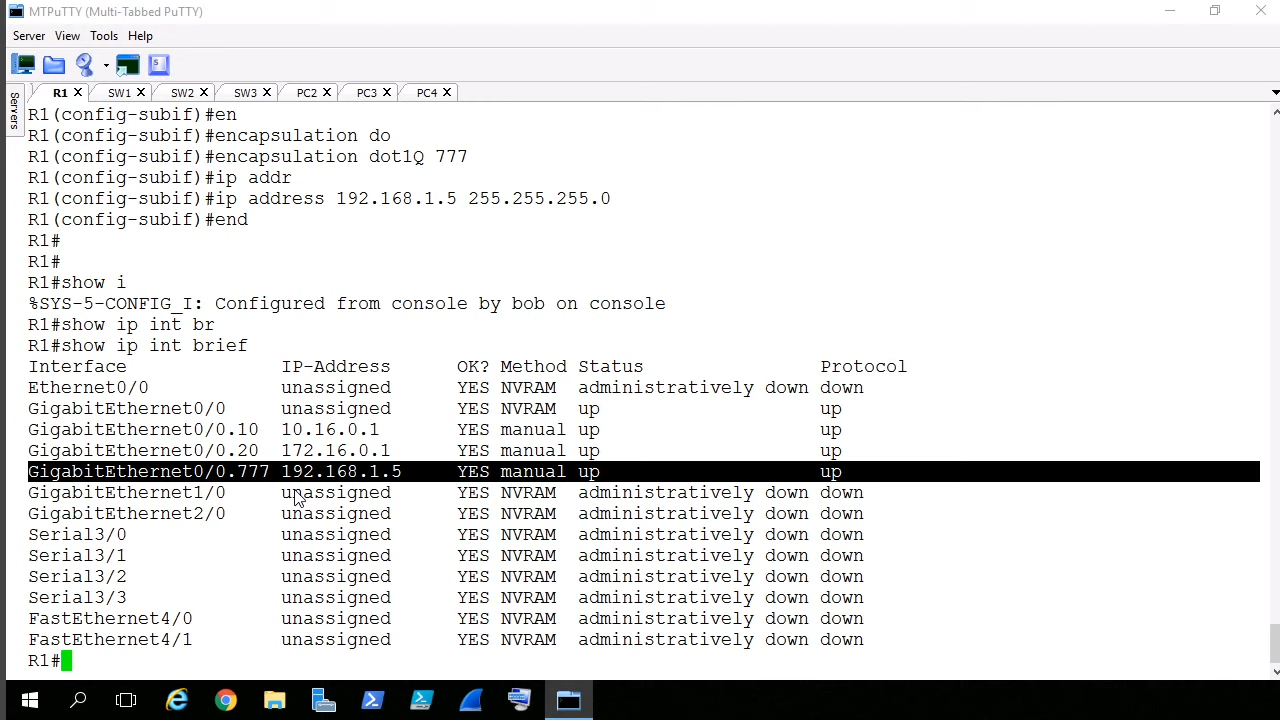 MTPuTTY (Multi-Tabbed PuTTY)
Server View Tools Help
Servers
R1 SW1 SW2 SW3 PC2 PC3 PC4
R1(config-subif)#en
R1(config-subif)#encapsulation do
R1(config-subif)#encapsulation dot1Q 777
R1(config-subif)#ip addr
R1(config-subif)#ip address 192.168.1.5 255.255.255.0
R1(config-subif)#end
R1#
R1#
R1#show i
%SYS-5-CONFIG_I: Configured from console by bob on console
R1#show ip int br
R1#show ip int brief
Interface IP-Address OK? Method Status Protocol
Ethernet0/0 unassigned YES NVRAM administratively down down
GigabitEthernet0/0 unassigned YES NVRAM up up
GigabitEthernet0/0.10 10.16.0.1 YES manual up up
GigabitEthernet0/0.20 172.16.0.1 YES manual up up
GigabitEthernet0/0.777 192.168.1.5 YES manual up up
GigabitEthernet1/0 unassigned YES NVRAM administratively down down
GigabitEthernet2/0 unassigned YES NVRAM administratively down down
Serial3/0 unassigned YES NVRAM administratively down down
Serial3/1 unassigned YES NVRAM administratively down down
Serial3/2 unassigned YES NVRAM administratively down down
Serial3/3 unassigned YES NVRAM administratively down down
FastEthernet4/0 unassigned YES NVRAM administratively down down
FastEthernet4/1 unassigned YES NVRAM administratively down down
R1#